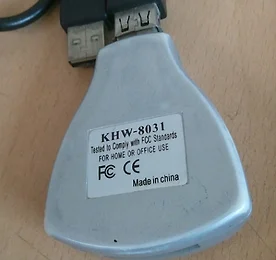 KHW-8031
Tested to Comply with FCC Standards
FOR HOME OR OFFICE USE
FC CE
Made in china